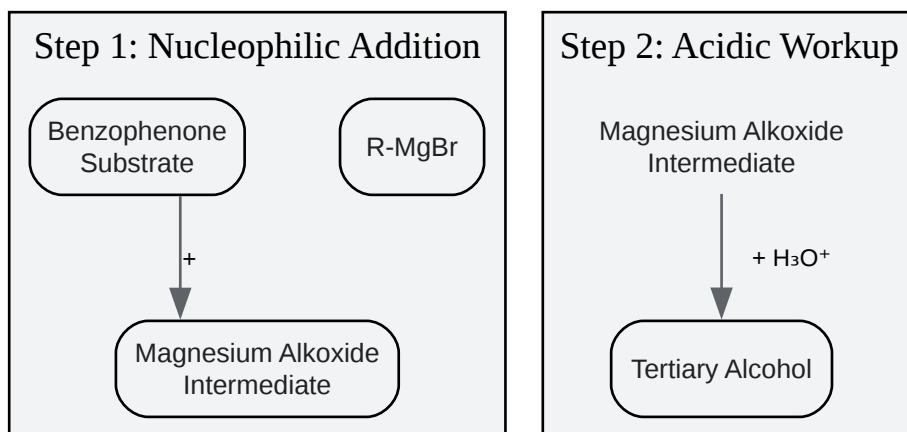 Step 1: Nucleophilic Addition
Benzophenone
Substrate
R-MgBr
+
Magnesium Alkoxide
Intermediate
Step 2: Acidic Workup
Magnesium Alkoxide
Intermediate
+ H₃O⁺
Tertiary Alcohol